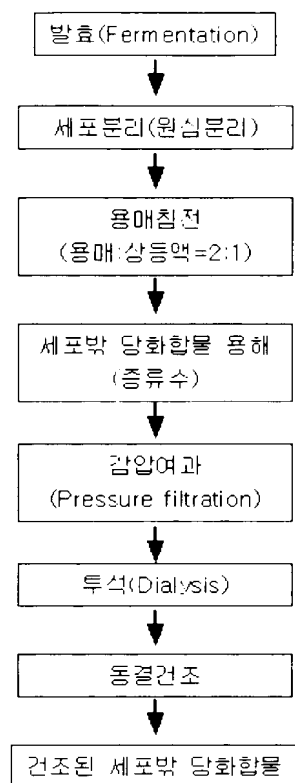 발효(Fermentation)
세포분리(원심분리)
용매침전
(용매:상등액=2:1)
세포밖 당화합물 용해
(증류수)
감압여과
(Pressure filtration)
투석(Dialysis)
동결건조
건조된 세포밖 당화합물